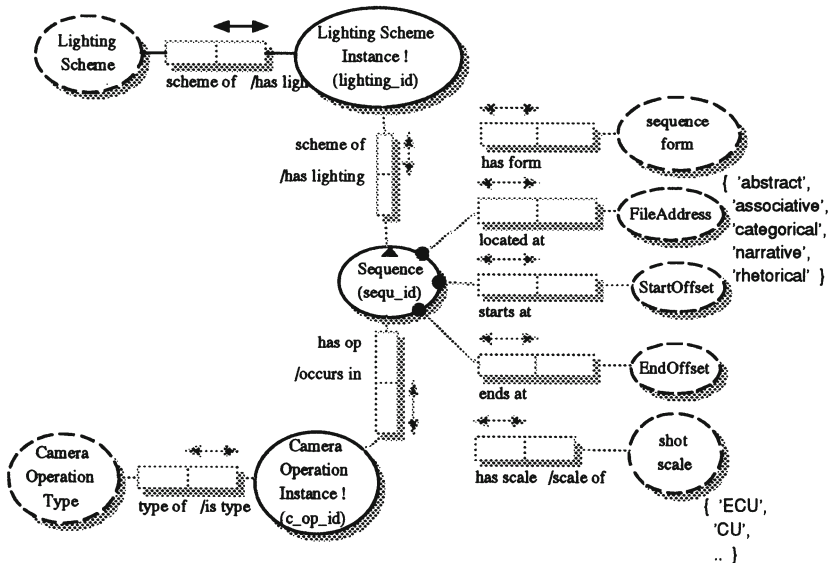 Lighting
Scheme
scheme of
/has ligh
Lighting Scheme
Instance !
(lighting_id)
scheme of
/has lighting
has form
sequence
form
{ 'abstract',
'associative',
'categorical',
'narrative',
'rhetorical' }
located at
FileAddress
Sequence
(sequ_id)
starts at
StartOffset
has op
/occurs in
ends at
EndOffset
Camera
Operation
Type
type of
/is type
Camera
Operation
Instance !
(c_op_id)
has scale
/scale of
shot
scale
{ 'ECU',
'CU',
.. }